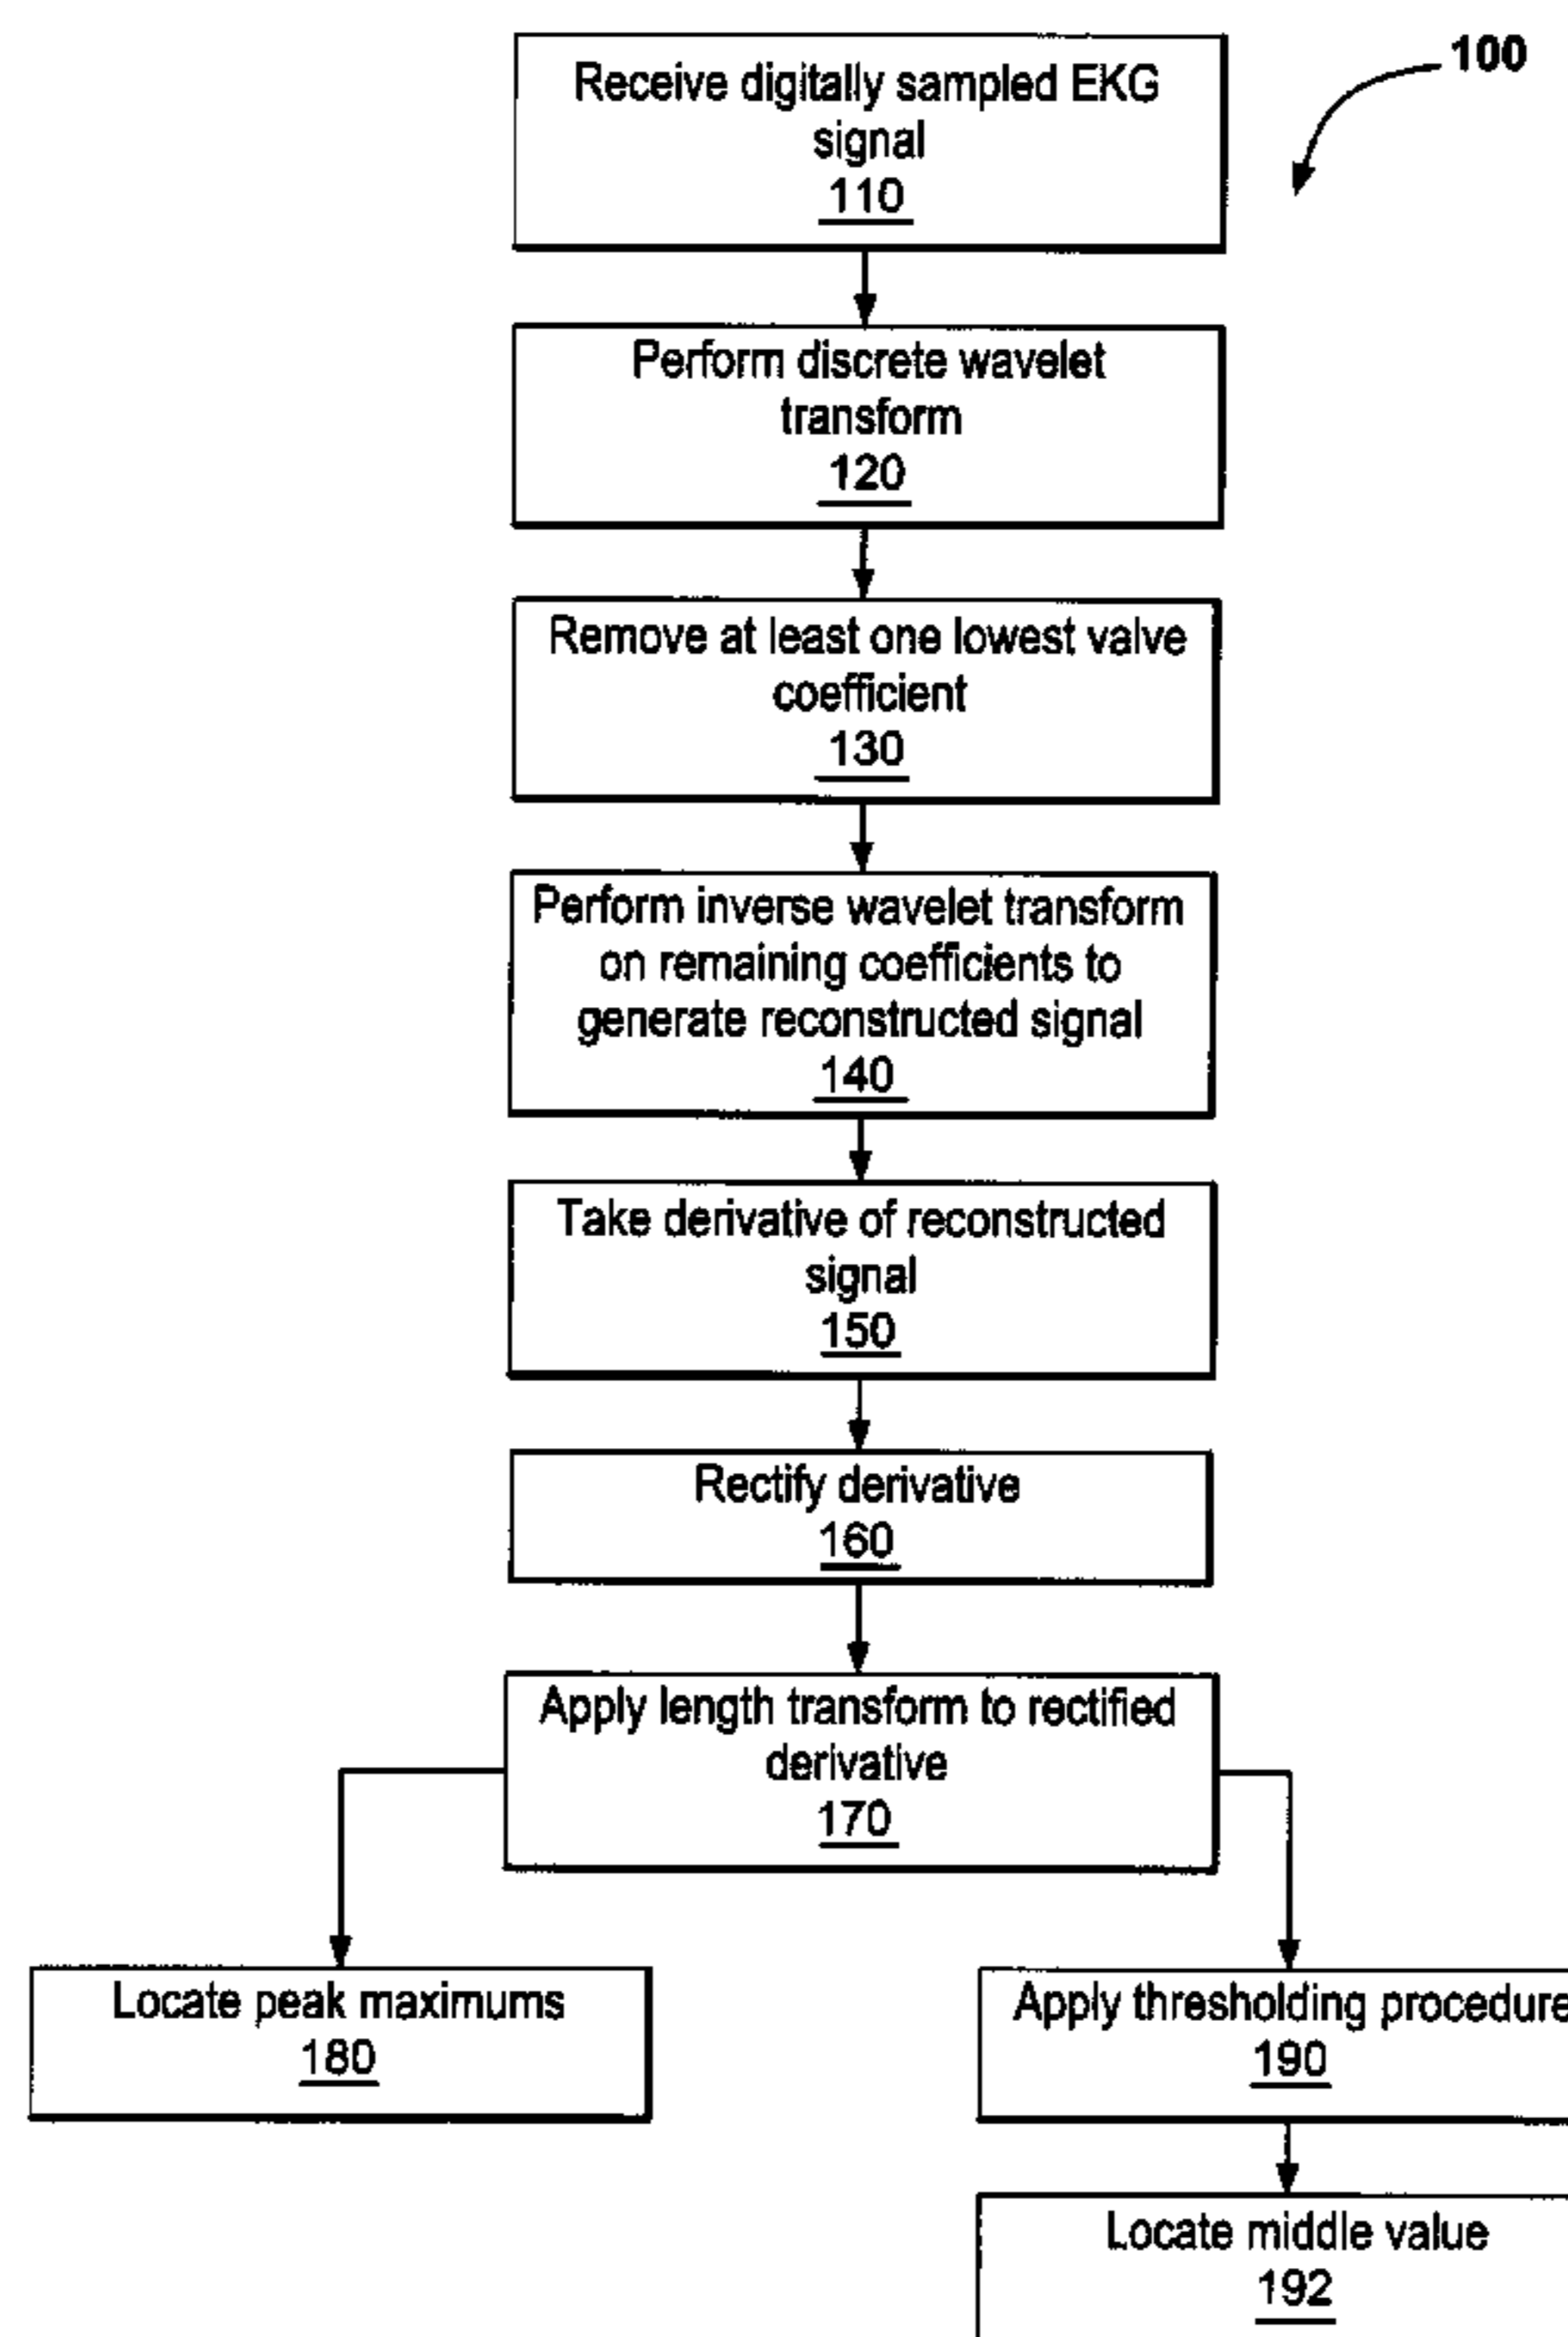 100
Receive digitally sampled EKG
signal
110
Perform discrete wavelet
transform
120
Remove at least one lowest valve
coefficient
130
Perform inverse wavelet transform
on remaining coefficients to
generate reconstructed signal
140
Take derivative of reconstructed
signal
150
Rectify derivative
160
Apply length transform to rectified
derivative
170
Locate peak maximums
180
Apply thresholding procedure
190
Locate middle value
192